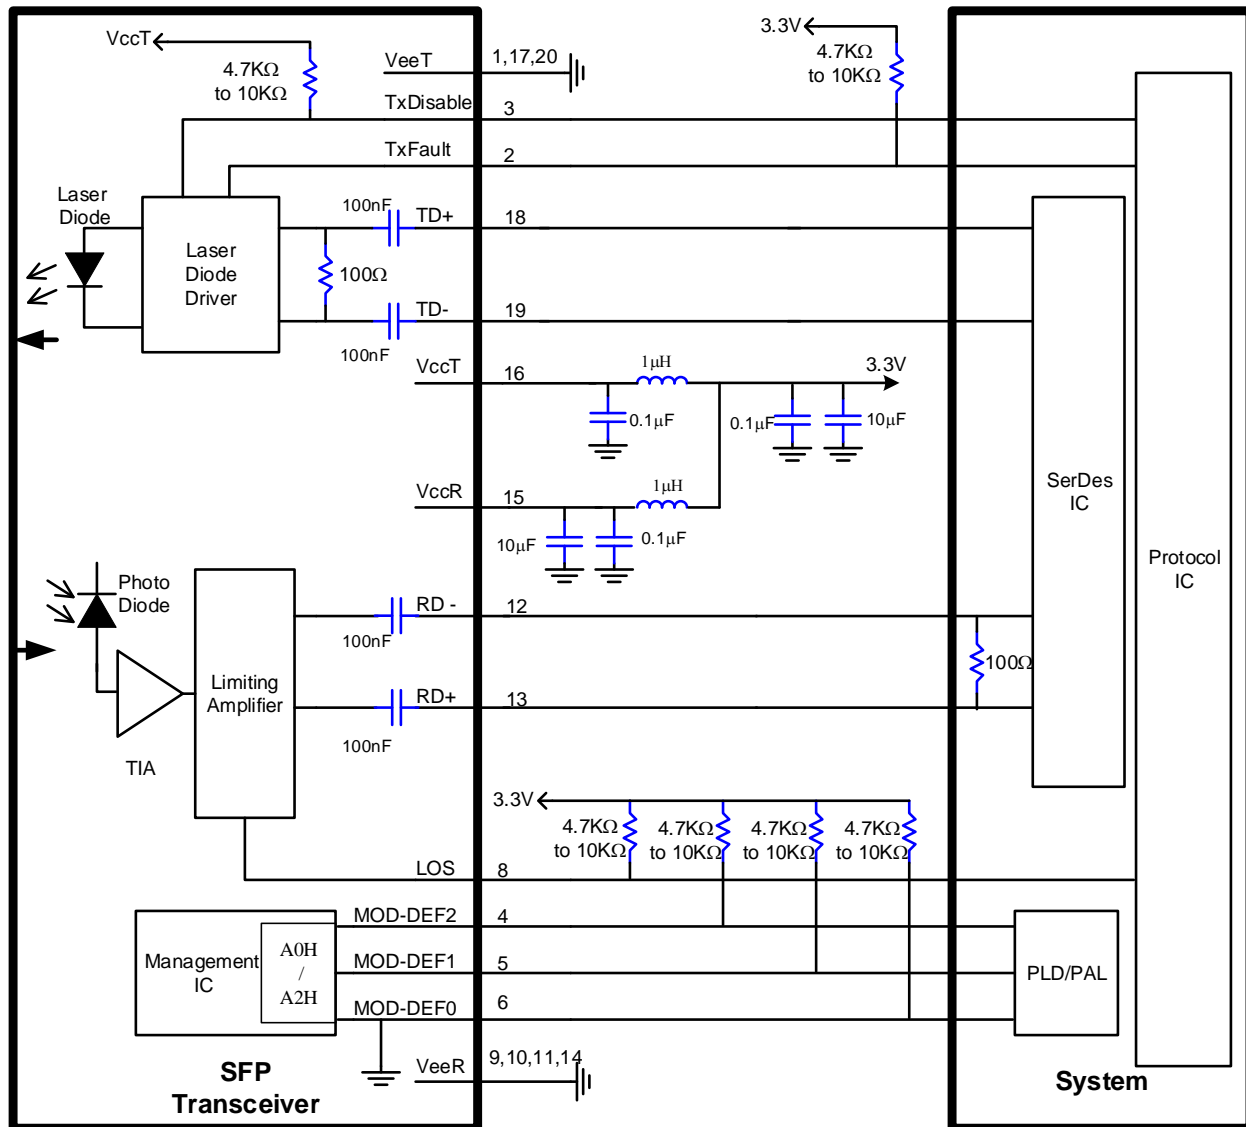 VccT
4.7KΩ
to 10KΩ
VeeT
1,17,20
3.3V
4.7KΩ
to 10KΩ
TxDisable
3
TxFault
2
Laser
Diode
Laser
Diode
Driver
100nF
TD+
18
100Ω
TD-
19
100nF
VccT
16
1μH
3.3V
0.1μF
0.1μF
10μF
VccR
15
1μH
10μF
0.1μF
SerDes
IC
Protocol
IC
Photo
Diode
TIA
Limiting
Amplifier
RD -
12
100nF
100Ω
RD+
13
100nF
3.3V
4.7KΩ
to 10KΩ
4.7KΩ
to 10KΩ
4.7KΩ
to 10KΩ
4.7KΩ
to 10KΩ
LOS
8
MOD-DEF2
4
Management
IC
A0H
/
A2H
MOD-DEF1
5
PLD/PAL
MOD-DEF0
6
VeeR
9,10,11,14
SFP
Transceiver
System